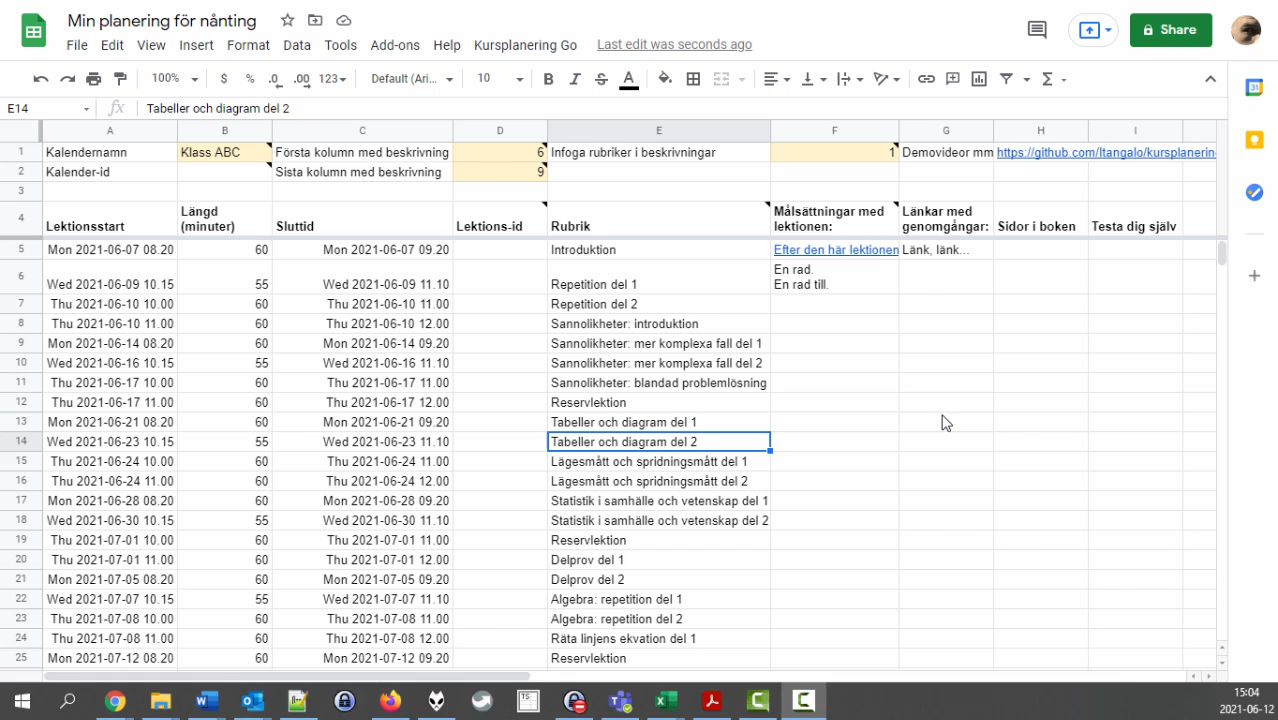 Min planering för nånting
File Edit View Insert Format Data Tools Add-ons Help Kursplanering Go Last edit was seconds ago
Share
100% $ % .0 .00 123 Default (Ari... 10 B I S A
E14 fx Tabeller och diagram del 2
A B C D E F G H I
1 Kalendernamn Klass ABC Första kolumn med beskrivning 6 Infoga rubriker i beskrivningar 1 Demovideor mm https://github.com/Itangalo/kursplanering
2 Kalender-id Sista kolumn med beskrivning 9
3
4 Lektionsstart Längd (minuter) Sluttid Lektions-id Rubrik Målsättningar med lektionen: Länkar med genomgångar: Sidor i boken Testa dig själv
5 Mon 2021-06-07 08.20 60 Mon 2021-06-07 09.20 Introduktion Efter den här lektionen Länk, länk...
6 Wed 2021-06-09 10.15 55 Wed 2021-06-09 11.10 Repetition del 1 En rad. En rad till.
7 Thu 2021-06-10 10.00 60 Thu 2021-06-10 11.00 Repetition del 2
8 Thu 2021-06-10 11.00 60 Thu 2021-06-10 12.00 Sannolikheter: introduktion
9 Mon 2021-06-14 08.20 60 Mon 2021-06-14 09.20 Sannolikheter: mer komplexa fall del 1
10 Wed 2021-06-16 10.15 55 Wed 2021-06-16 11.10 Sannolikheter: mer komplexa fall del 2
11 Thu 2021-06-17 10.00 60 Thu 2021-06-17 11.00 Sannolikheter: blandad problemlösning
12 Thu 2021-06-17 11.00 60 Thu 2021-06-17 12.00 Reservlektion
13 Mon 2021-06-21 08.20 60 Mon 2021-06-21 09.20 Tabeller och diagram del 1
14 Wed 2021-06-23 10.15 55 Wed 2021-06-23 11.10 Tabeller och diagram del 2
15 Thu 2021-06-24 10.00 60 Thu 2021-06-24 11.00 Lägesmått och spridningsmått del 1
16 Thu 2021-06-24 11.00 60 Thu 2021-06-24 12.00 Lägesmått och spridningsmått del 2
17 Mon 2021-06-28 08.20 60 Mon 2021-06-28 09.20 Statistik i samhälle och vetenskap del 1
18 Wed 2021-06-30 10.15 55 Wed 2021-06-30 11.10 Statistik i samhälle och vetenskap del 2
19 Thu 2021-07-01 10.00 60 Thu 2021-07-01 11.00 Reservlektion
20 Thu 2021-07-01 11.00 60 Thu 2021-07-01 12.00 Delprov del 1
21 Mon 2021-07-05 08.20 60 Mon 2021-07-05 09.20 Delprov del 2
22 Wed 2021-07-07 10.15 55 Wed 2021-07-07 11.10 Algebra: repetition del 1
23 Thu 2021-07-08 10.00 60 Thu 2021-07-08 11.00 Algebra: repetition del 2
24 Thu 2021-07-08 11.00 60 Thu 2021-07-08 12.00 Räta linjens ekvation del 1
25 Mon 2021-07-12 08.20 60 Mon 2021-07-12 09.20 Reservlektion
15:04
2021-06-12